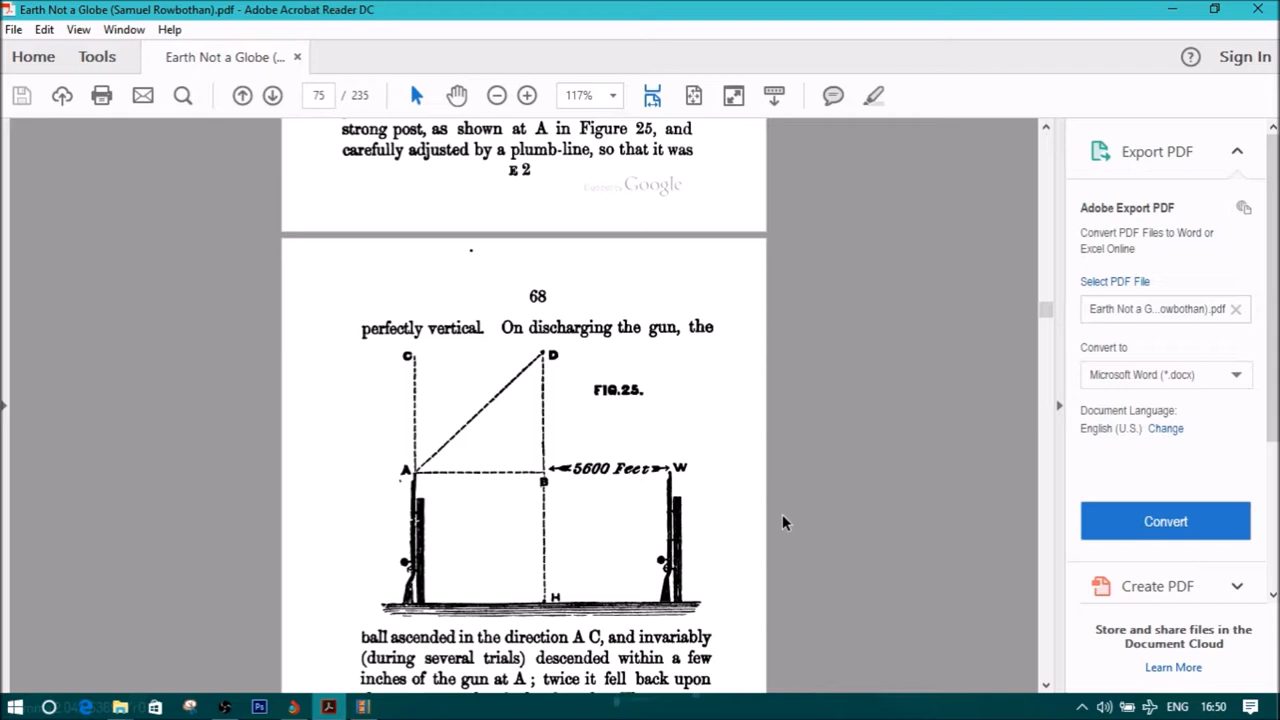 Earth Not a Globe (Samuel Rowbothan).pdf - Adobe Acrobat Reader DC
File Edit View Window Help
Home Tools Earth Not a Globe (... × Sign In
75 / 235 117%
strong post, as shown at A in Figure 25, and
carefully adjusted by a plumb-line, so that it was
E 2
Google
68
perfectly vertical. On discharging the gun, the
C D
FIG. 25.
A B 5600 Feet W
H
ball ascended in the direction A C, and invariably
(during several trials) descended within a few
inches of the gun at A; twice it fell back upon
Export PDF
Adobe Export PDF
Convert PDF Files to Word or
Excel Online
Select PDF File
Earth Not a G...owbothan).pdf
Convert to
Microsoft Word (*.docx)
Document Language:
English (U.S.) Change
Convert
Create PDF
Store and share files in the
Document Cloud
Learn More
ENG 16:50